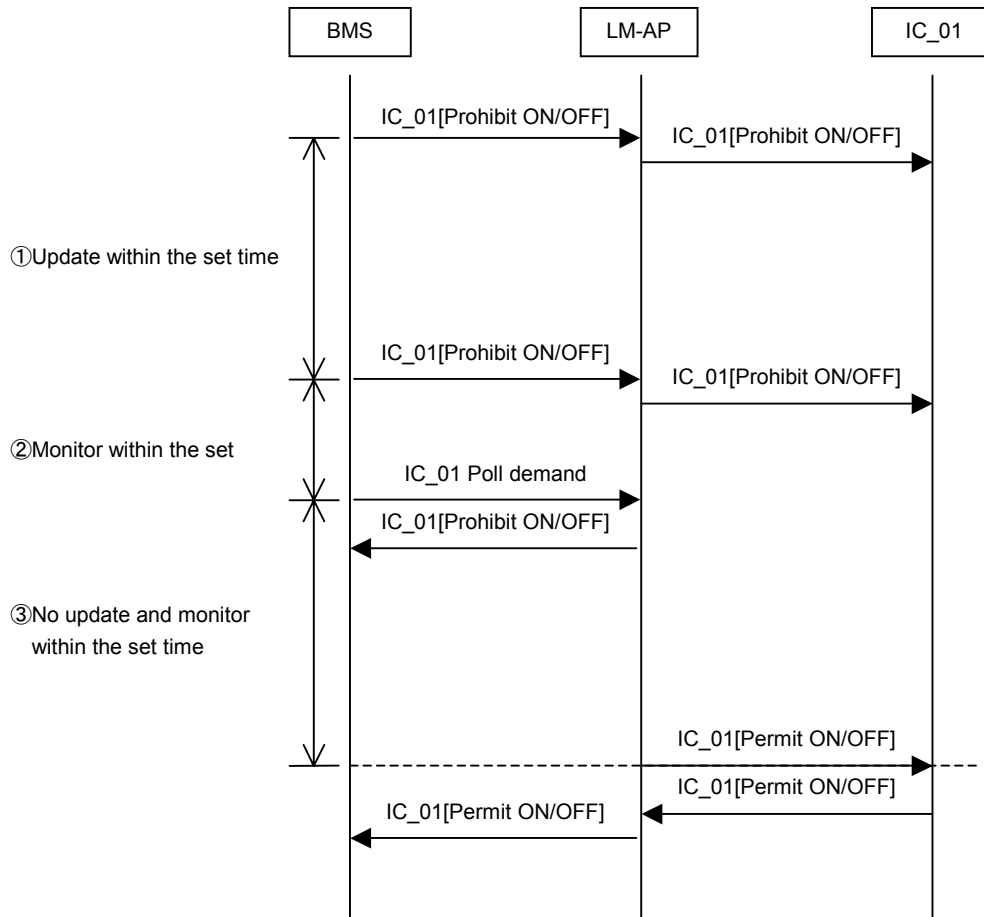 BMS
LM-AP
IC_01
IC_01[Prohibit ON/OFF]
IC_01[Prohibit ON/OFF]
①Update within the set time
IC_01[Prohibit ON/OFF]
IC_01[Prohibit ON/OFF]
②Monitor within the set
IC_01 Poll demand
IC_01[Prohibit ON/OFF]
③No update and monitor
within the set time
IC_01[Permit ON/OFF]
IC_01[Permit ON/OFF]
IC_01[Permit ON/OFF]